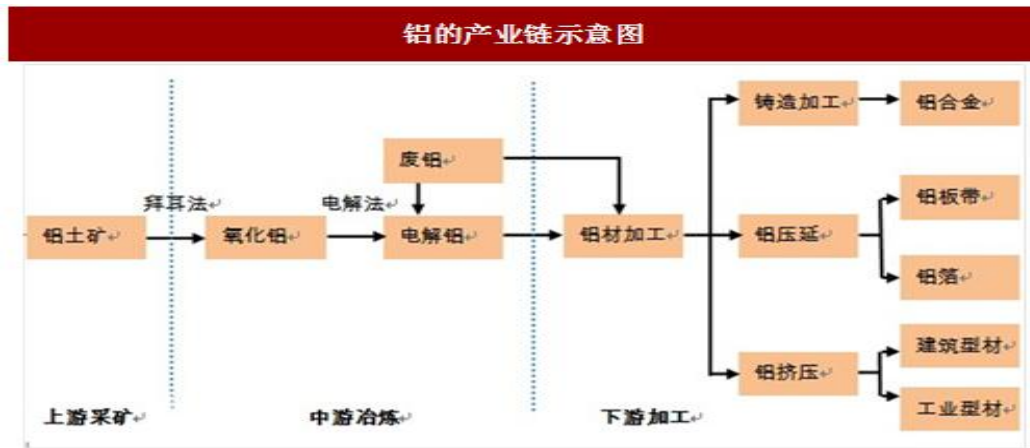 铝的产业链示意图
铸造加工
铝合金
废铝
拜耳法
电解法
铝板带
铝土矿
氧化铝
电解铝
铝材加工
铝压延
铝箔
建筑型材
铝挤压
工业型材
上游采矿
中游冶炼
下游加工